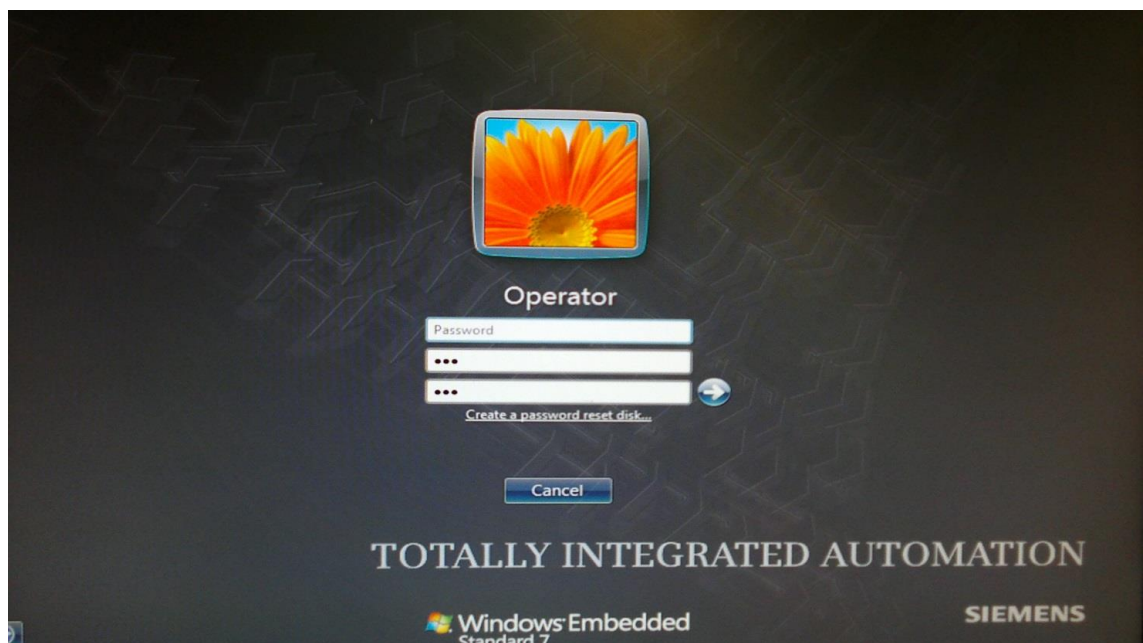 Operator
Password
•••
•••
Create a password reset disk...
Cancel
TOTALLY INTEGRATED AUTOMATION
Windows Embedded
Standard 7
SIEMENS